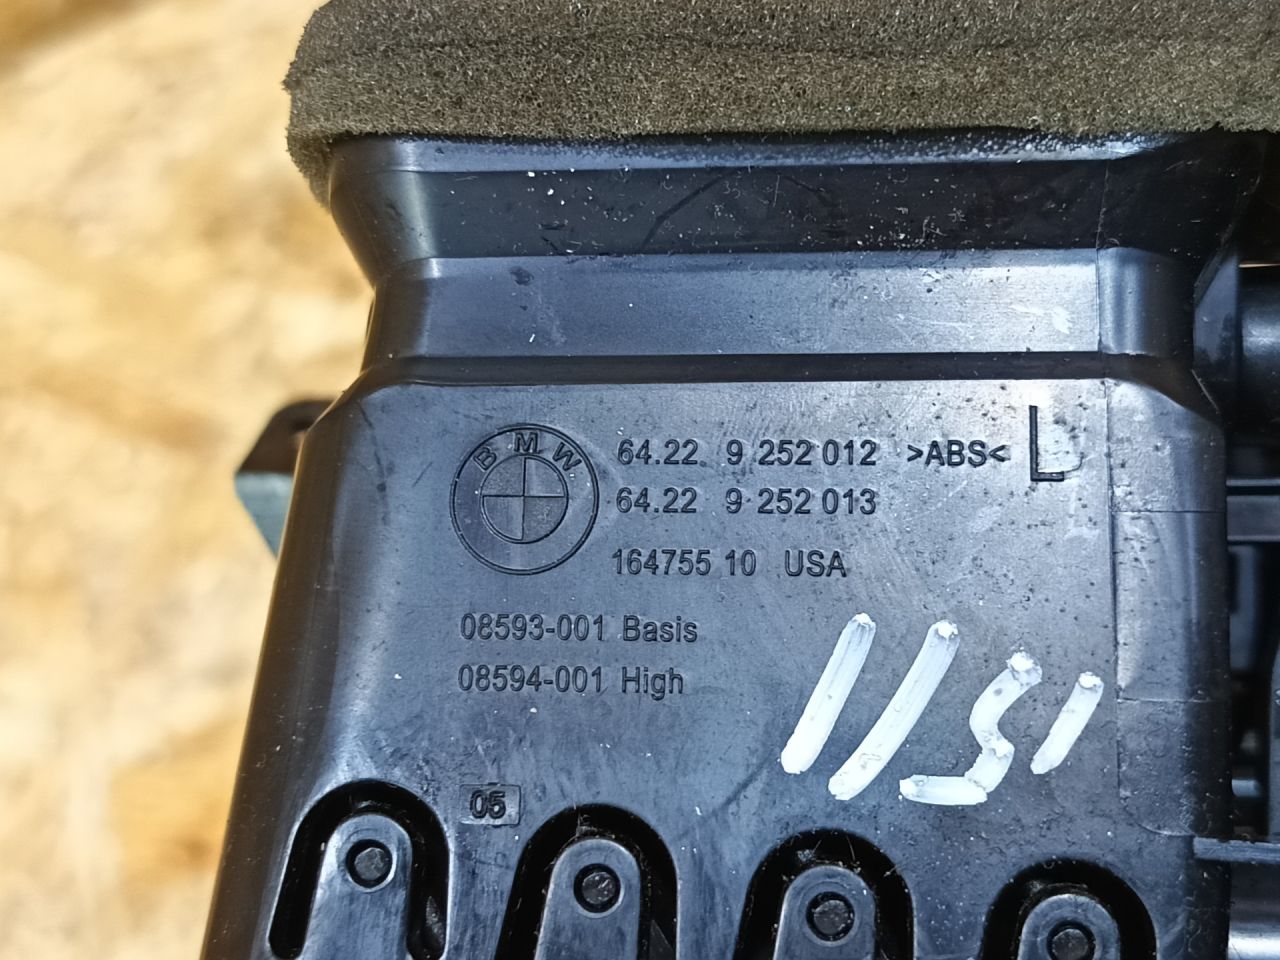 BMW
64.22 9 252 012 >ABS< L
64.22 9 252 013
164755 10 USA
08593-001 Basis
08594-001 High
05